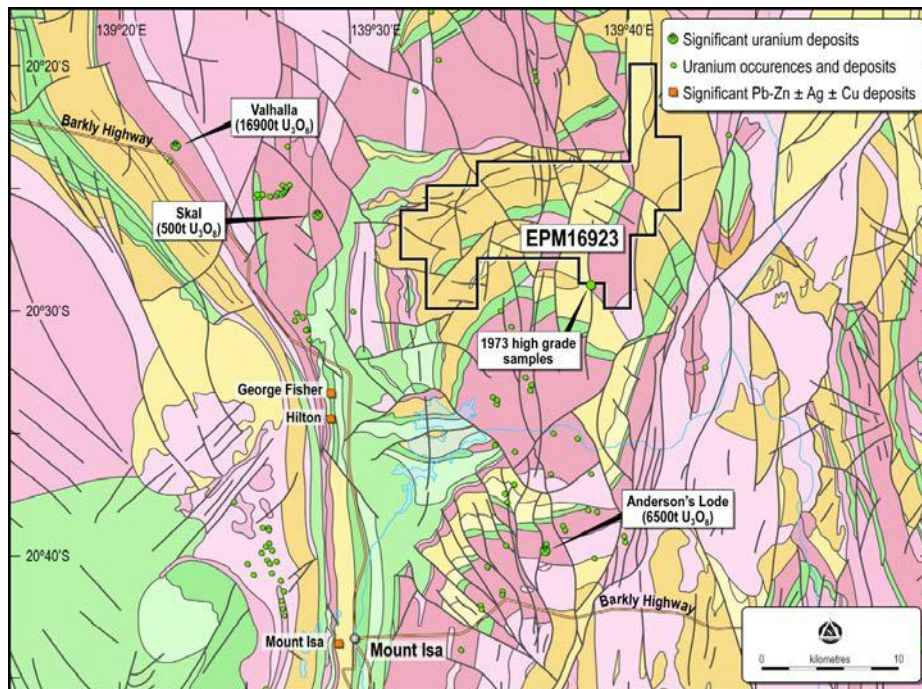 139°20'E
139°30'E
139°40'E
Significant uranium deposits
Uranium occurences and deposits
Significant Pb-Zn ± Ag ± Cu deposits
20°20'S
Valhalla
(16900t U₃O₈)
Barkly Highway
Skal
(500t U₃O₈)
EPM16923
20°30'S
1973 high grade
samples
George Fisher
Hilton
Anderson's Lode
(6500t U₃O₈)
20°40'S
Barkly Highway
Mount Isa
Mount Isa
0 kilometres 10